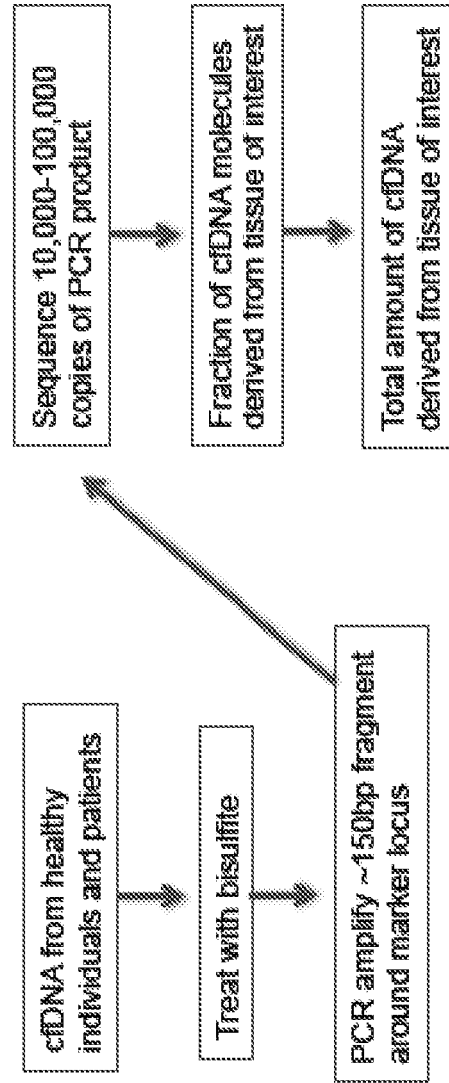 cfDNA from healthy
individuals and patients
Treat with bisulfite
PCR amplify ~150bp fragment
around marker locus
Sequence 10,000-100,000
copies of PCR product
Fraction of cfDNA molecules
derived from tissue of interest
Total amount of cfDNA
derived from tissue of interest